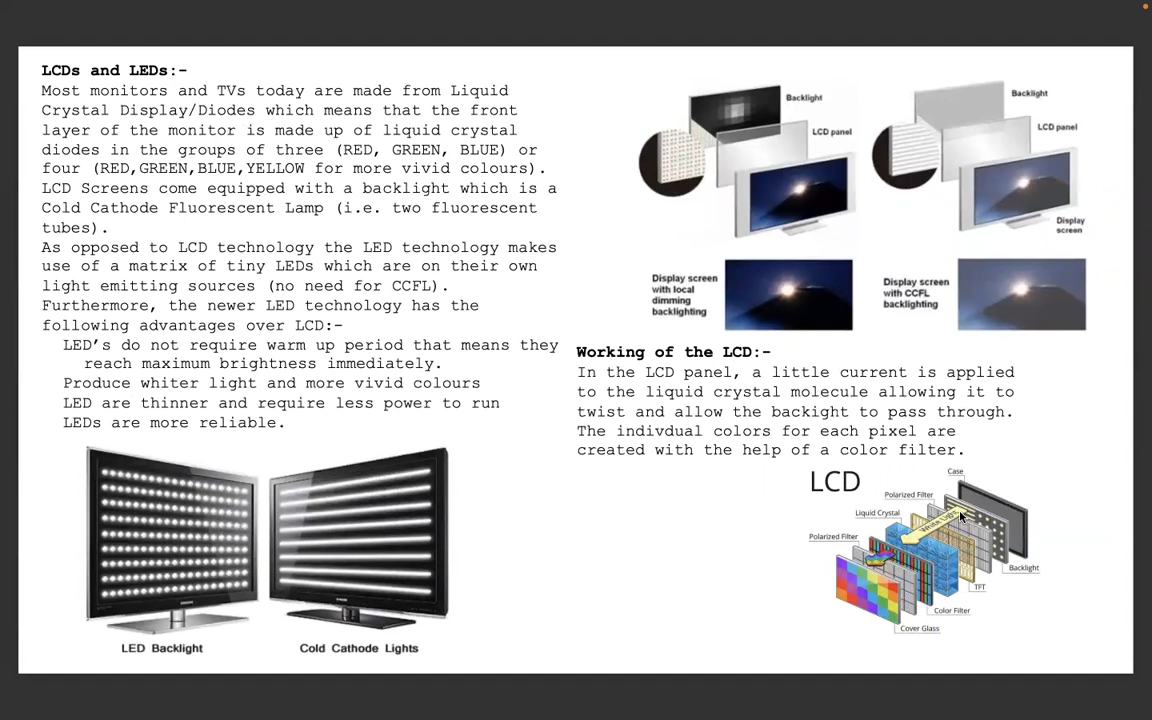 LCDs and LEDs:-
Most monitors and TVs today are made from Liquid
Crystal Display/Diodes which means that the front
layer of the monitor is made up of liquid crystal
diodes in the groups of three (RED, GREEN, BLUE) or
four (RED,GREEN,BLUE,YELLOW for more vivid colours).
LCD Screens come equipped with a backlight which is a
Cold Cathode Fluorescent Lamp (i.e. two fluorescent
tubes).
As opposed to LCD technology the LED technology makes
use of a matrix of tiny LEDs which are on their own
light emitting sources (no need for CCFL).
Furthermore, the newer LED technology has the
following advantages over LCD:-
LED’s do not require warm up period that means they
reach maximum brightness immediately.
Produce whiter light and more vivid colours
LED are thinner and require less power to run
LEDs are more reliable.
LED Backlight
Cold Cathode Lights
Backlight
LCD panel
Backlight
LCD panel
Display
screen
Display screen
with local
dimming
backlighting
Display screen
with CCFL
backlighting
Working of the LCD:-
In the LCD panel, a little current is applied
to the liquid crystal molecule allowing it to
twist and allow the backight to pass through.
The indivdual colors for each pixel are
created with the help of a color filter.
LCD
Case
Polarized Filter
Liquid Crystal
White Light
Polarized Filter
Backlight
TFT
Color Filter
Cover Glass